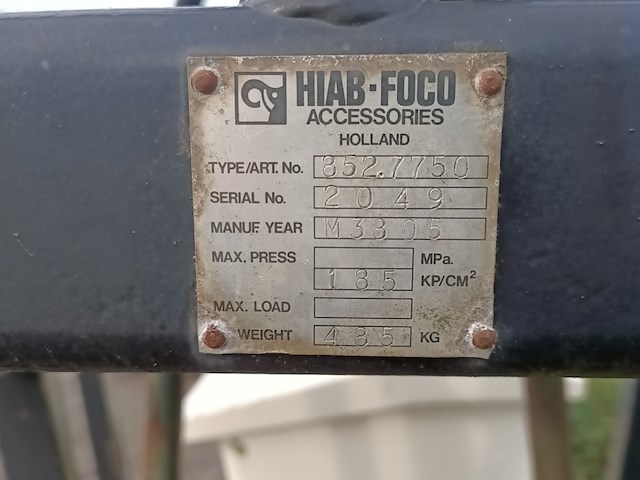 HIAB-FOCO
ACCESSORIES
HOLLAND
TYPE/ART. No. 852.7750
SERIAL No. 2049
MANUF. YEAR M3805
MAX. PRESS MPa.
185 KP/CM²
MAX. LOAD
WEIGHT 485 KG